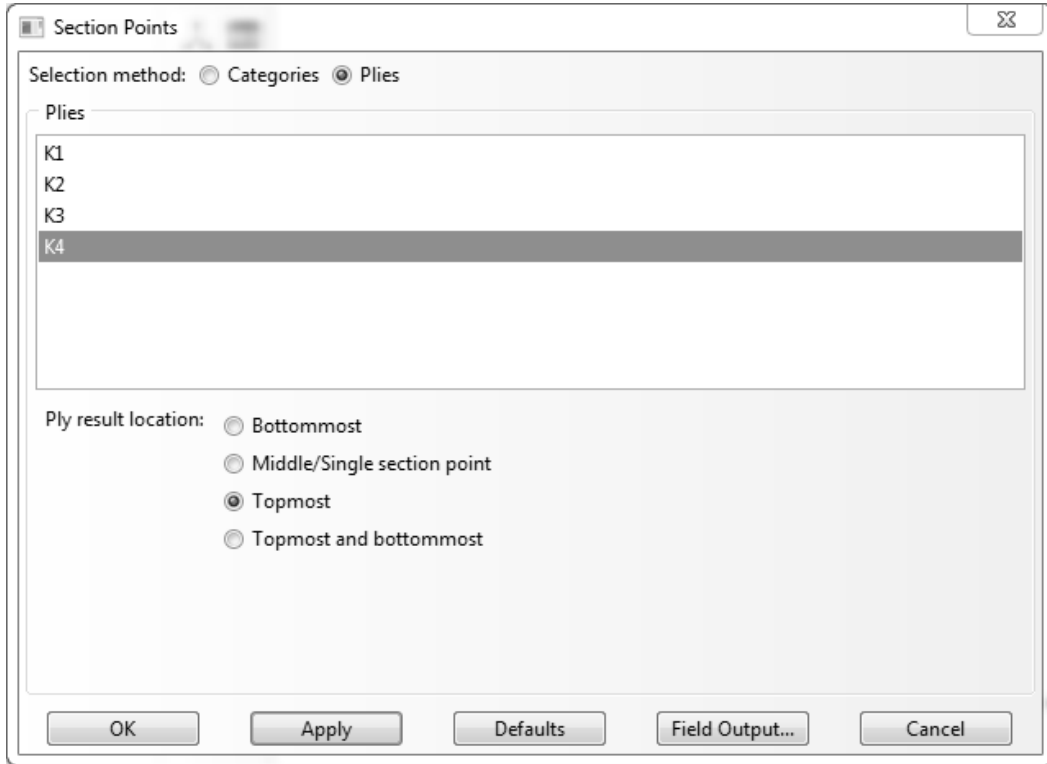 Section Points
Selection method: Categories Plies
Plies
K1
K2
K3
K4
Ply result location: Bottommost
Middle/Single section point
Topmost
Topmost and bottommost
OK Apply Defaults Field Output... Cancel